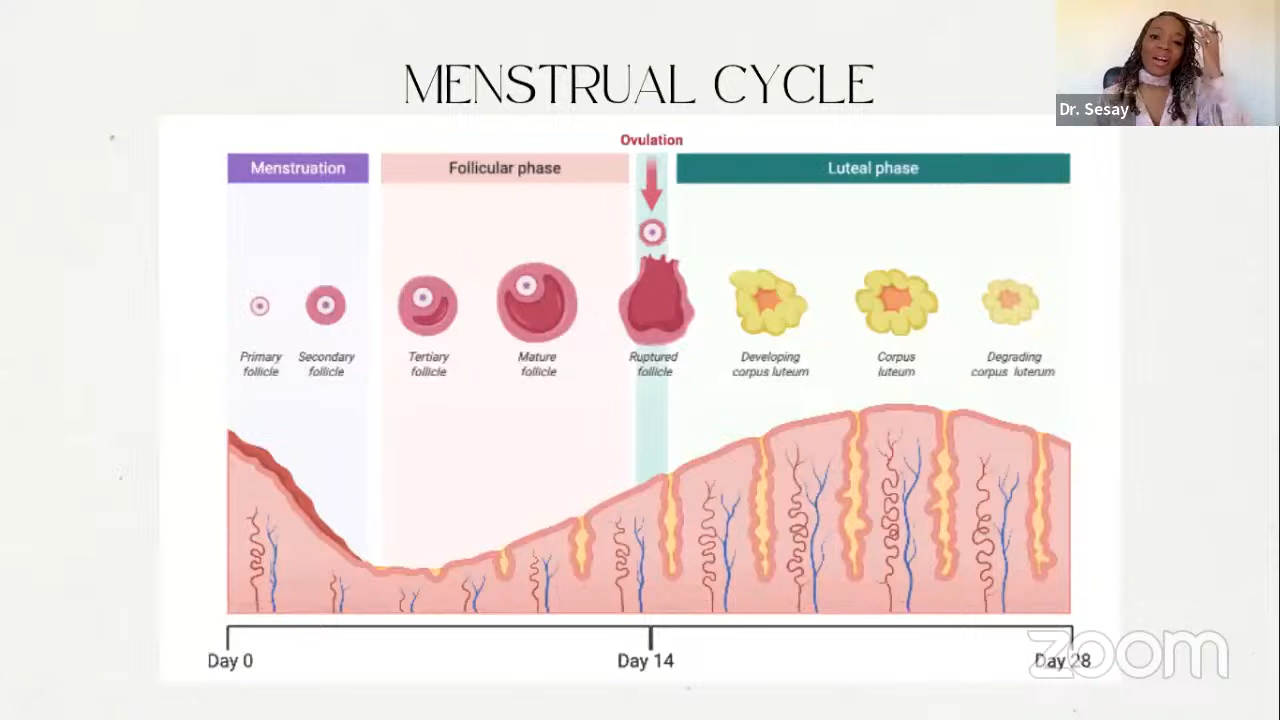 MENSTRUAL CYCLE
Dr. Sesay
Ovulation
Menstruation
Follicular phase
Luteal phase
Primary
follicle
Secondary
follicle
Tertiary
follicle
Mature
follicle
Ruptured
follicle
Developing
corpus luteum
Corpus
luteum
Degrading
corpus luterum
Day 0
Day 14
Day 28
zoom